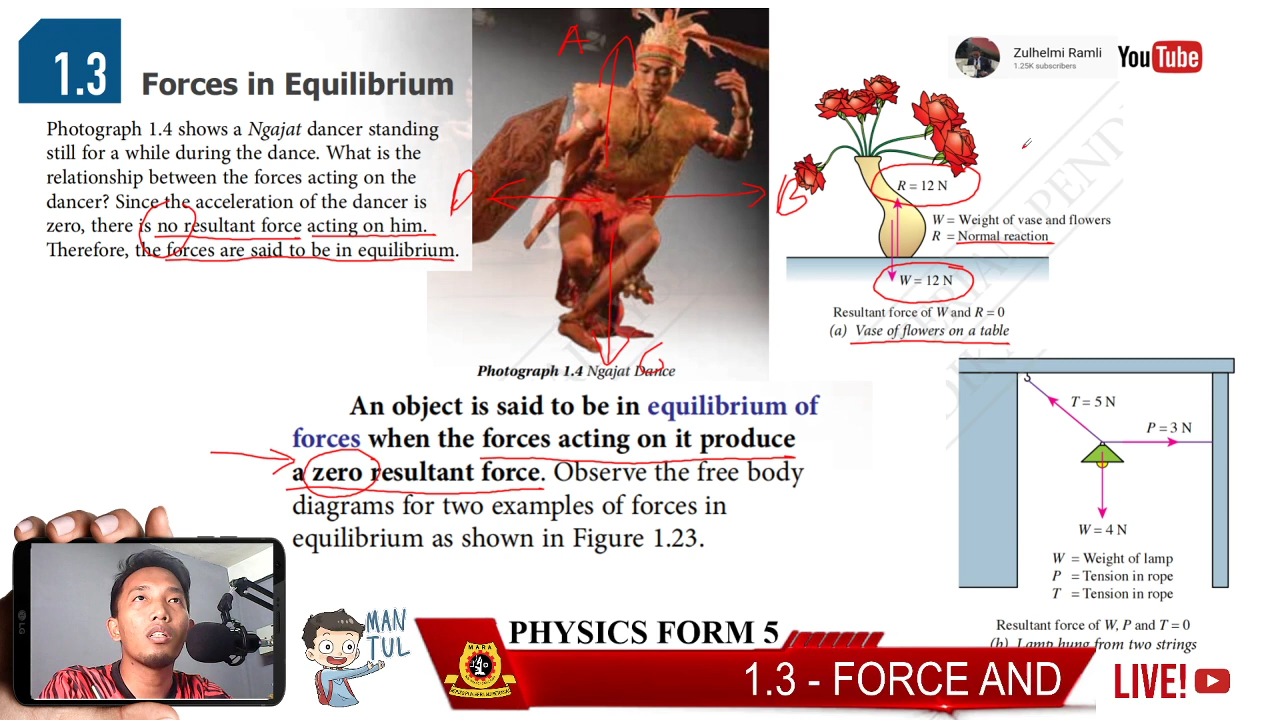 1.3
Forces in Equilibrium
Photograph 1.4 shows a Ngajat dancer standing
still for a while during the dance. What is the
relationship between the forces acting on the
dancer? Since the acceleration of the dancer is
zero, there is no resultant force acting on him.
Therefore, the forces are said to be in equilibrium.
A
B
C
D
Photograph 1.4 Ngajat Dance
An object is said to be in equilibrium of
forces when the forces acting on it produce
a zero resultant force. Observe the free body
diagrams for two examples of forces in
equilibrium as shown in Figure 1.23.
Zulhelmi Ramli
1.25K subscribers
YouTube
R = 12 N
W = Weight of vase and flowers
R = Normal reaction
W = 12 N
Resultant force of W and R = 0
(a) Vase of flowers on a table
T = 5 N
P = 3 N
W = 4 N
W = Weight of lamp
P = Tension in rope
T = Tension in rope
Resultant force of W, P and T = 0
(b) Lamp hung from two strings
LG
MAN
TUL
MARA
PHYSICS FORM 5
1.3 - FORCE AND
LIVE!